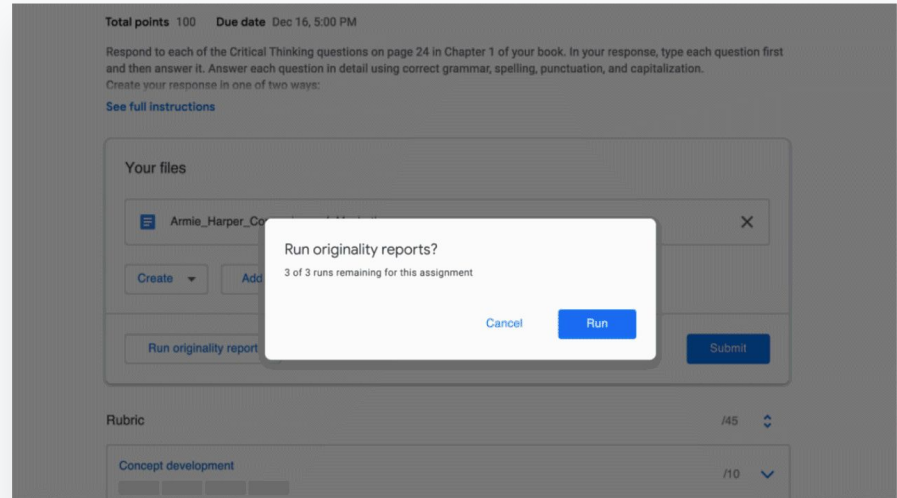 Total points 100 Due date Dec 16, 5:00 PM
Respond to each of the Critical Thinking questions on page 24 in Chapter 1 of your book. In your response, type each question first
and then answer it. Answer each question in detail using correct grammar, spelling, punctuation, and capitalization.
Create your response in one of two ways:
See full instructions
Your files
Armie_Harper_Co
Create
Add
Run originality reports?
3 of 3 runs remaining for this assignment
Cancel
Run
Run originality report
Submit
Rubric
/45
Concept development
/10